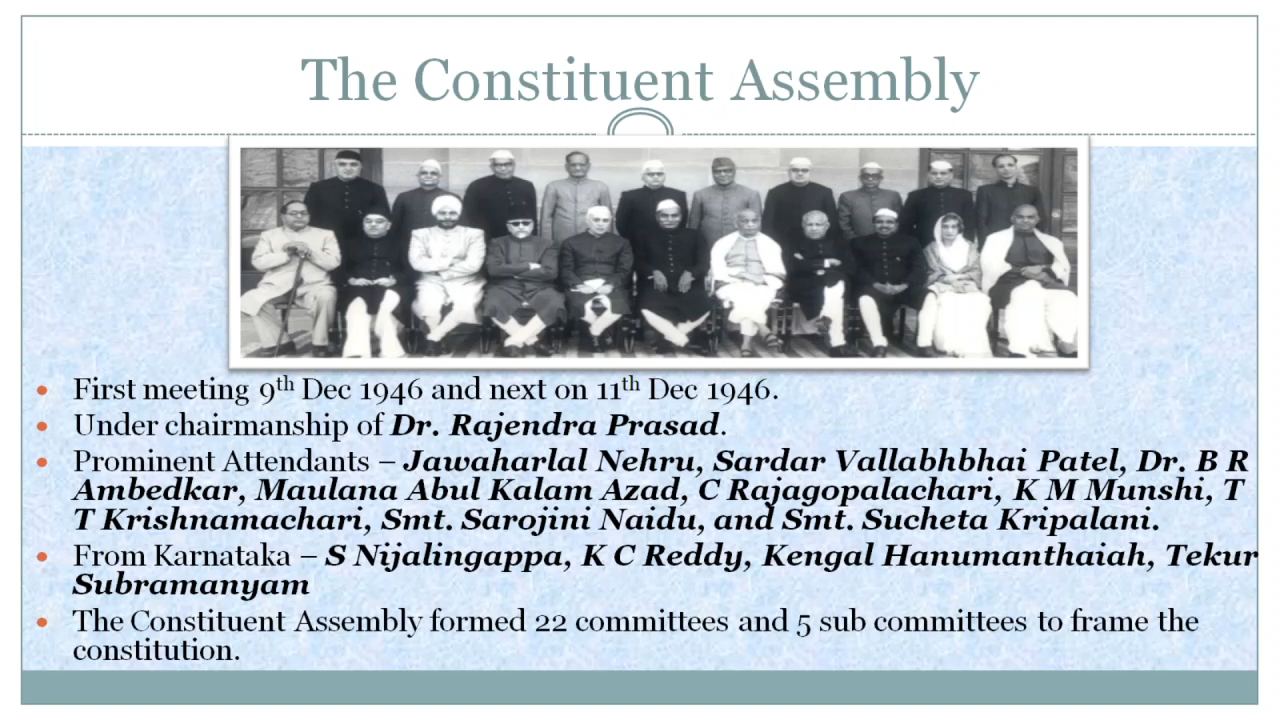 The Constituent Assembly
• First meeting 9th Dec 1946 and next on 11th Dec 1946.
• Under chairmanship of Dr. Rajendra Prasad.
• Prominent Attendants – Jawaharlal Nehru, Sardar Vallabhbhai Patel, Dr. B R
Ambedkar, Maulana Abul Kalam Azad, C Rajagopalachari, K M Munshi, T
T Krishnamachari, Smt. Sarojini Naidu, and Smt. Sucheta Kripalani.
• From Karnataka – S Nijalingappa, K C Reddy, Kengal Hanumanthaiah, Tekur
Subramanyam
• The Constituent Assembly formed 22 committees and 5 sub committees to frame the
constitution.